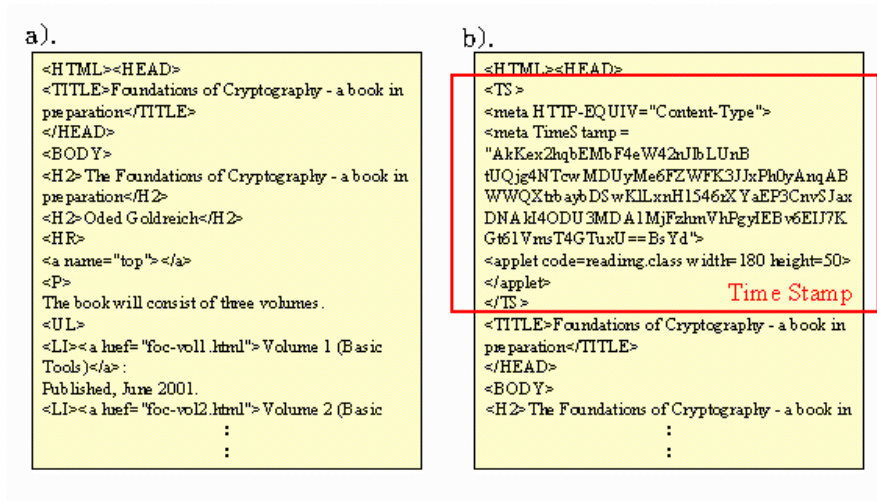 a).
<HTML><HEAD>
<TITLE>Foundations of Cryptography - a book in
preparation</TITLE>
</HEAD>
<BODY>
<H2>The Foundations of Cryptography - a book in
preparation</H2>
<H2>Oded Goldreich</H2>
<HR>
<a name="top"></a>
<P>
The book will consist of three volumes.
<UL>
<LI><a href="foc-vol1.html">Volume 1 (Basic
Tools)</a>:
Published, June 2001.
<LI><a href="foc-vol2.html">Volume 2 (Basic
:
:
b).
<HTML><HEAD>
<TS>
<meta HTTP-EQUIV="Content-Type">
<meta TimeStamp=
"AkKex2hqbEMbF4eW42nJlbLUnB
tUQjg4NTcwMDUyMe6FZWFK3JJxPh0yAnqAB
WWQXtrbaybDSwKlLxnH1546rXYaEP3CnvSJax
DNAkI4ODU3MDA1MjFzhmVhPgyIEBv6EIJ7K
Gt61VmsT4GTuxU==BsYd">
<applet code=readimg.class width=180 height=50>
</applet>
Time Stamp
</TS>
<TITLE>Foundations of Cryptography - a book in
preparation</TITLE>
</HEAD>
<BODY>
<H2>The Foundations of Cryptography - a book in
:
: